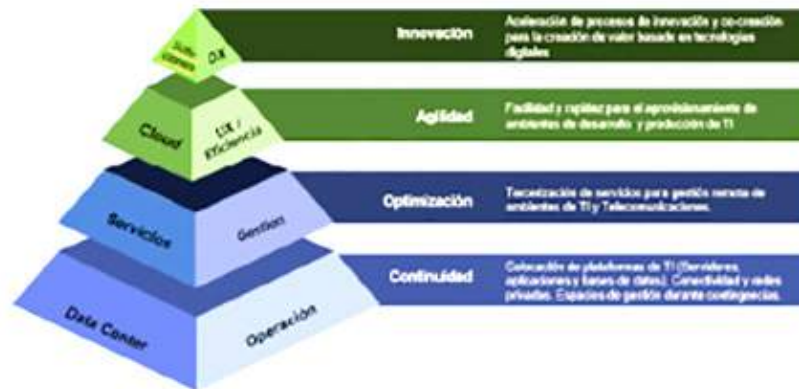 DX
Innovación
Aceleración de procesos de innovación y co-creación
para la creación de valor basado en tecnologías
digitales
Cloud
UX /
Eficiencia
Agilidad
Facilidad y rapidez para el aprovisionamiento de
ambientes de desarrollo y producción de TI
Servicios
Gestion
Optimización
Tercerización de servicios para gestión remota de
ambientes de TI y Telecomunicaciones.
Data Center
Operación
Continuidad
Colocación de plataformas de TI (Servidores,
aplicaciones y bases de datos). Conectividad y redes
privadas. Espacios de gestión durante contingencias.